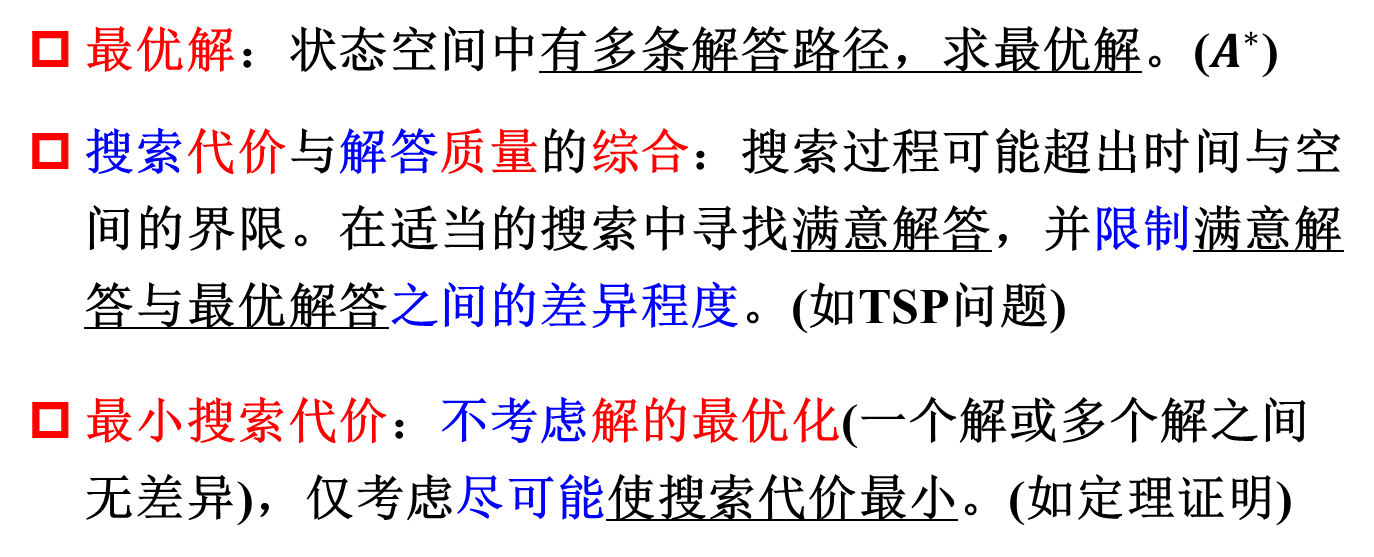 最优解：状态空间中有多条解答路径，求最优解。(A*)
搜索代价与解答质量的综合：搜索过程可能超出时间与空
间的界限。在适当的搜索中寻找满意解答，并限制满意解
答与最优解答之间的差异程度。(如TSP问题)
最小搜索代价：不考虑解的最优化(一个解或多个解之间
无差异)，仅考虑尽可能使搜索代价最小。(如定理证明)